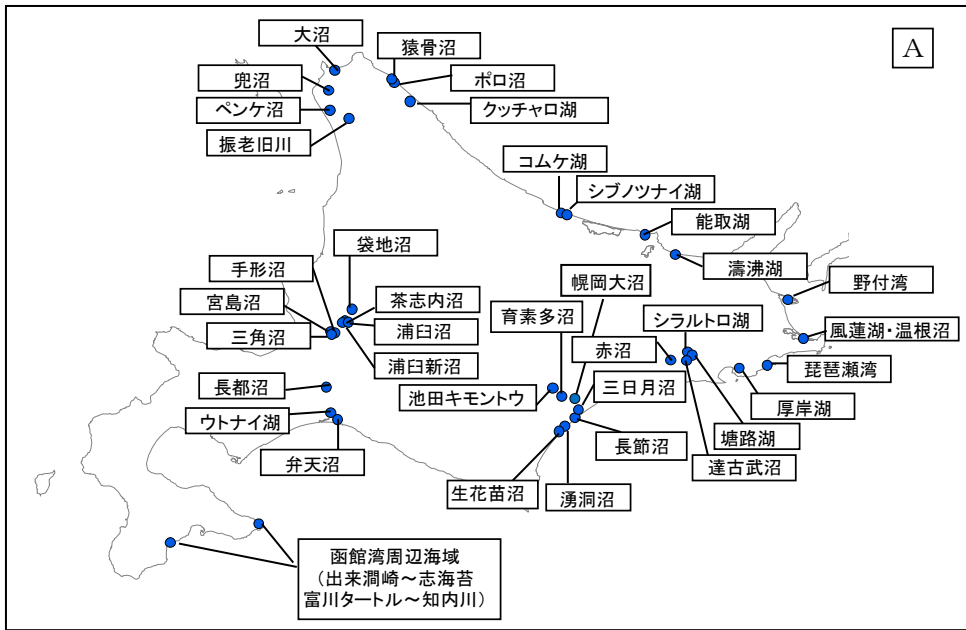 A
大沼
兜沼
ペンケ沼
振老旧川
猿骨沼
ポロ沼
クッチャロ湖
コムケ湖
シブノツナイ湖
能取湖
濤沸湖
野付湾
風蓮湖・温根沼
琵琶瀬湾
厚岸湖
塘路湖
達古武沼
シラルトロ湖
赤沼
幌岡大沼
育素多沼
池田キモントウ
三日月沼
長節沼
湧洞沼
生花苗沼
袋地沼
手形沼
宮島沼
三角沼
茶志内沼
浦臼沼
浦臼新沼
長都沼
ウトナイ湖
弁天沼
函館湾周辺海域
（出来澗崎～志海苔
富川タートル～知内川）